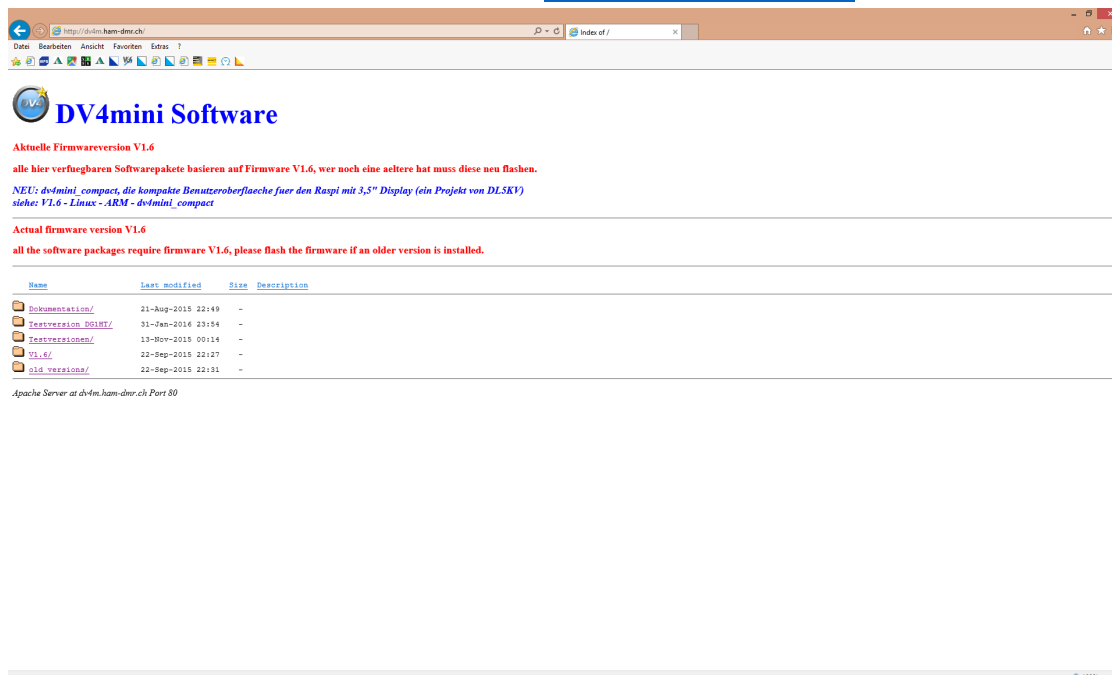 http://dv4m.ham-dmr.ch/
Index of /
Datei Bearbeiten Ansicht Favoriten Extras ?
DV4mini Software
Aktuelle Firmwareversion V1.6
alle hier verfuegbaren Softwarepakete basieren auf Firmware V1.6, wer noch eine aeltere hat muss diese neu flashen.
NEU: dv4mini_compact, die kompakte Benutzeroberflaeche fuer den Raspi mit 3,5" Display (ein Projekt von DL5KV)
siehe: V1.6 - Linux - ARM - dv4mini_compact
Actual firmware version V1.6
all the software packages require firmware V1.6, please flash the firmware if an older version is installed.
Name Last modified Size Description
Dokumentation/ 21-Aug-2015 22:49 -
Testversion DG1HT/ 31-Jan-2016 23:54 -
Testversionen/ 13-Nov-2015 00:14 -
V1.6/ 22-Sep-2015 22:27 -
old versions/ 22-Sep-2015 22:31 -
Apache Server at dv4m.ham-dmr.ch Port 80